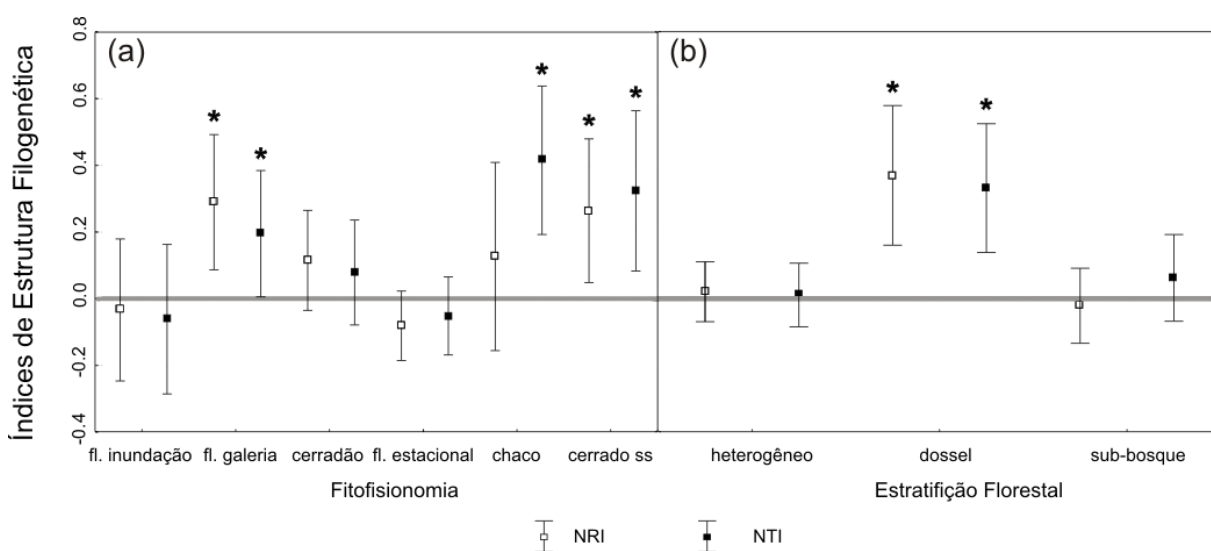 Índices de Estrutura Filogenética
0.8
0.6
0.4
0.2
0.0
-0.2
-0.4
(a)
(b)
* * * * *
* *
fl. inundação fl. galeria cerradão fl. estacional chaco cerrado ss
Fitofisionomia
heterogêneo dossel sub-bosque
Estratifição Florestal
NRI NTI